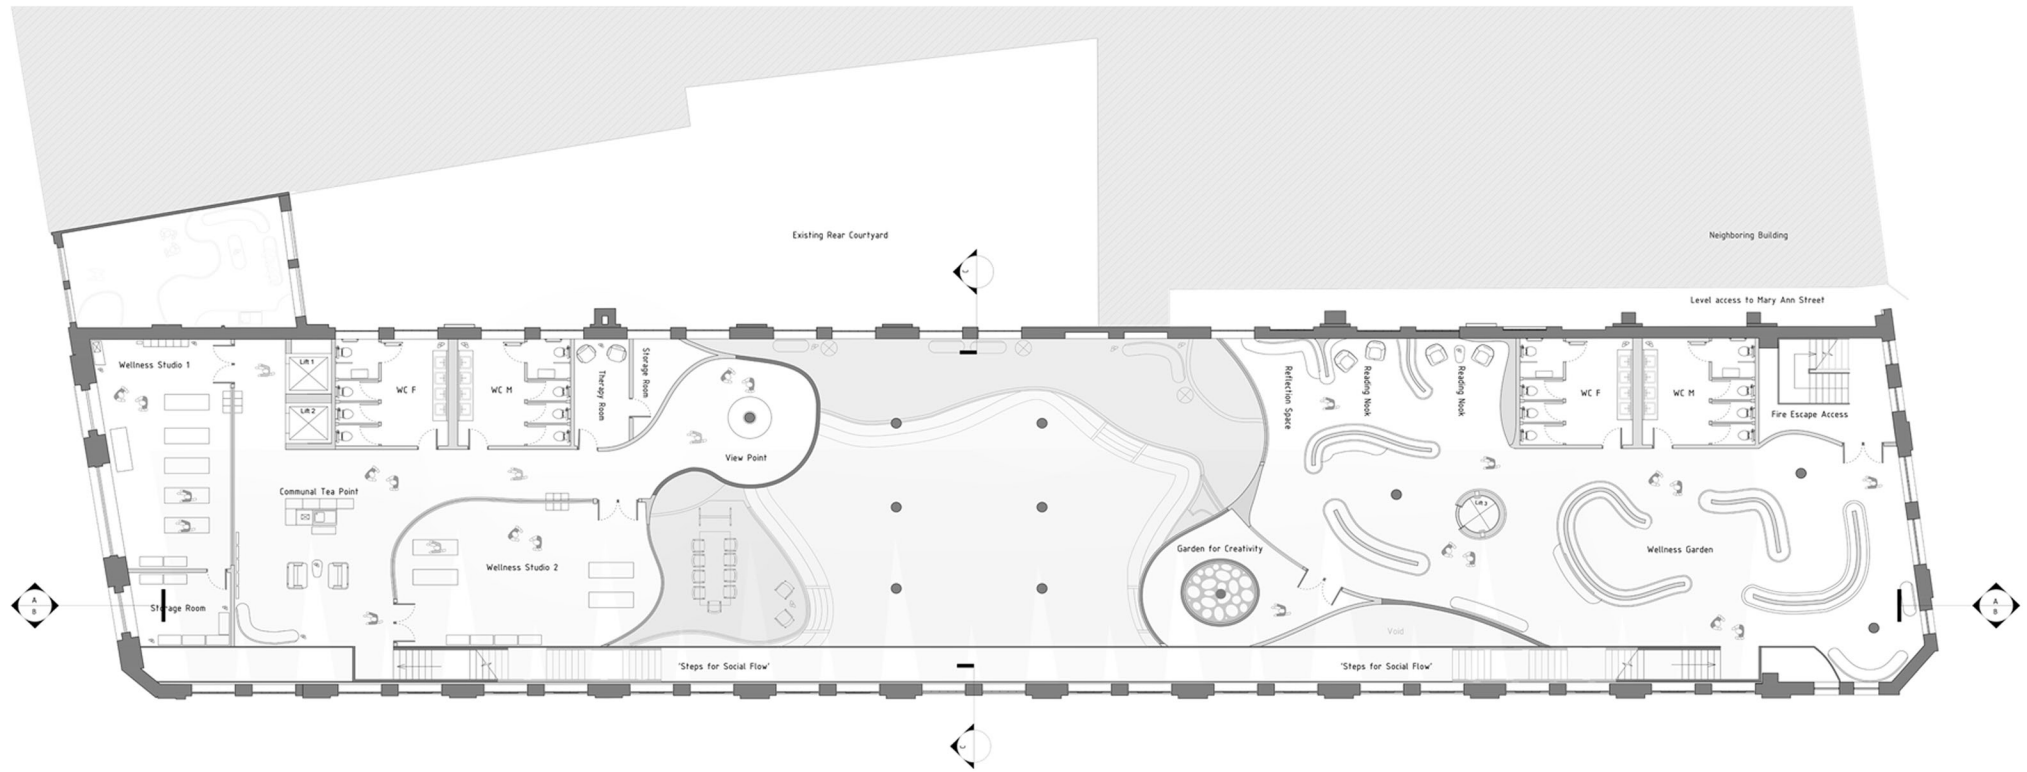 Existing Rear Courtyard
Neighboring Building
Level access to Mary Ann Street
Wellness Studio 1
Lift 1
Lift 2
WC F
WC M
Therapy Room
Storage Room
View Point
Reflection Space
Reading Nook
Reading Nook
WC F
WC M
Fire Escape Access
Communal Tea Point
Wellness Studio 2
Garden for Creativity
Lift 3
Wellness Garden
Storage Room
Void
'Steps for Social Flow'
'Steps for Social Flow'
A
B
A
B
C
C